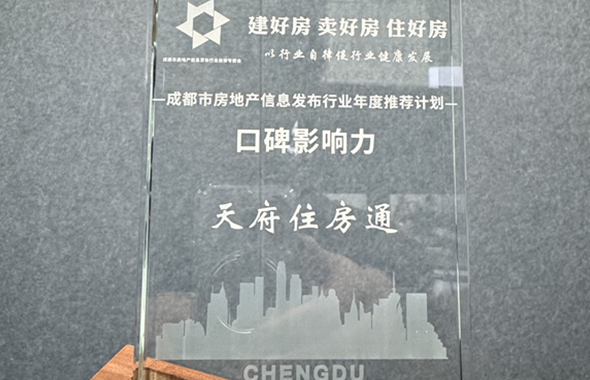 建好房 卖好房 住好房
以行业自律促行业健康发展
—成都市房地产信息发布行业年度推荐计划—
口碑影响力
天府住房通
CHENGDU